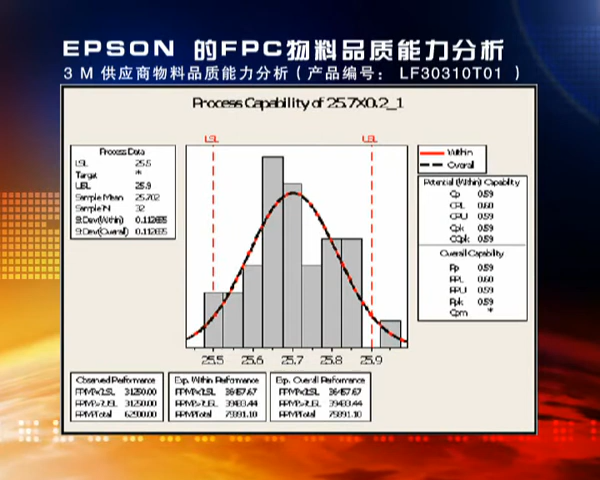 EPSON 的FPC物料品质能力分析
3 M 供应商物料品质能力分析（产品编号： LF30310T01 ）
Process Capability of 25.7X0.2_1
LSL USL
Process Data
LSL 25.5
Target *
USL 25.9
Sample Mean 25.702
Sample N 32
StDev(Within)
StDev(Overall)
Within
Overall
Potential (Within) Capability
Cp 0.59
CPL 0.60
CPU 0.59
Cpk 0.59
CCpk 0.59
Overall Capability
Pp 0.59
PPL 0.60
PPU 0.59
Ppk 0.59
Cpm *
25.5 25.6 25.7 25.8 25.9
Observed Performance
PPM<LSL 31250.00
PPM>USL 31250.00
PPM Total 62500.00
Exp. Within Performance
PPM<LSL 36457.67
PPM>USL 39433.44
PPM Total 75891.10
Exp. Overall Performance
PPM<LSL 36457.67
PPM>USL 39433.44
PPM Total 75891.10